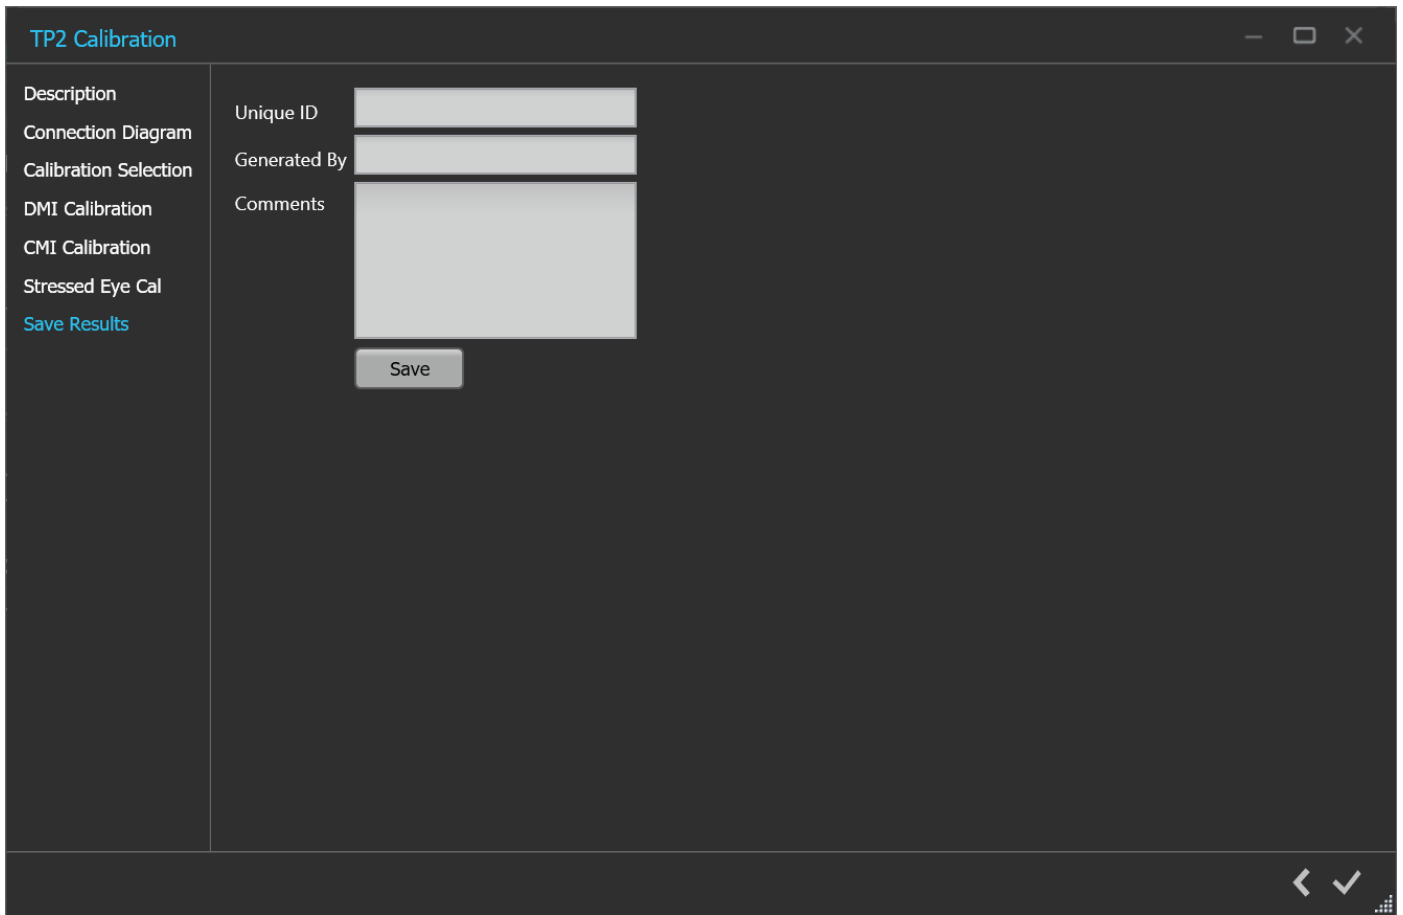 TP2 Calibration
Description
Connection Diagram
Calibration Selection
DMI Calibration
CMI Calibration
Stressed Eye Cal
Save Results
Unique ID
Generated By
Comments
Save